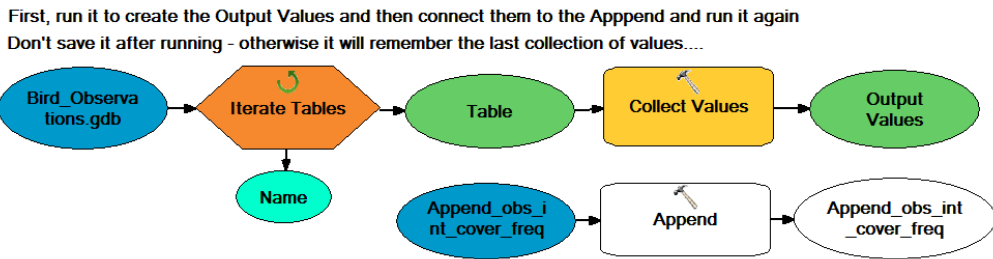 First, run it to create the Output Values and then connect them to the Apppend and run it again
Don't save it after running - otherwise it will remember the last collection of values....
Bird_Observa
tions.gdb
Iterate Tables
Table
Collect Values
Output
Values
Name
Append_obs_i
nt_cover_freq
Append
Append_obs_int
_cover_freq